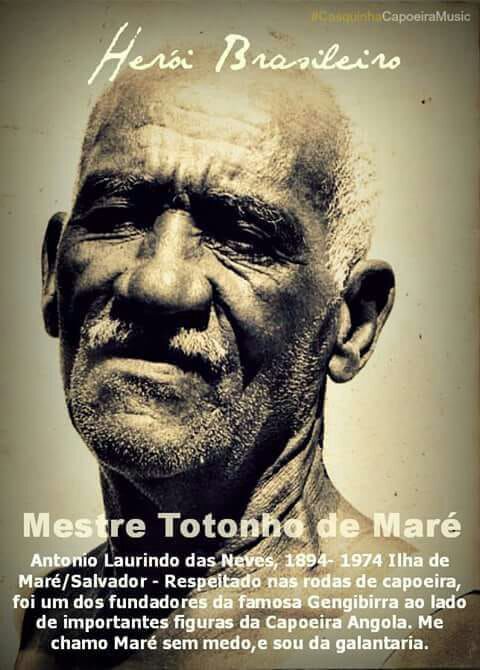 #CasquinhaCapoeiraMusic
Herói Brasileiro
Mestre Totonho de Maré
Antonio Laurindo das Neves, 1894- 1974 Ilha de
Maré/Salvador - Respeitado nas rodas de capoeira,
foi um dos fundadores da famosa Gengibirra ao lado
de importantes figuras da Capoeira Angola. Me
chamo Maré sem medo,e sou da galantaria.